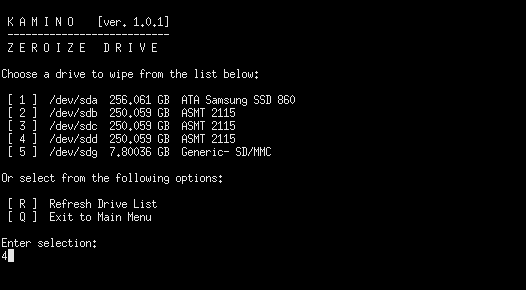 K A M I N O [ver. 1.0.1]
---------------------------
Z E R O I Z E D R I V E
Choose a drive to wipe from the list below:
[ 1 ] /dev/sda 256.061 GB ATA Samsung SSD 860
[ 2 ] /dev/sdb 250.059 GB ASMT 2115
[ 3 ] /dev/sdc 250.059 GB ASMT 2115
[ 4 ] /dev/sdd 250.059 GB ASMT 2115
[ 5 ] /dev/sdg 7.80036 GB Generic- SD/MMC
Or select from the following options:
[ R ] Refresh Drive List
[ Q ] Exit to Main Menu
Enter selection:
4